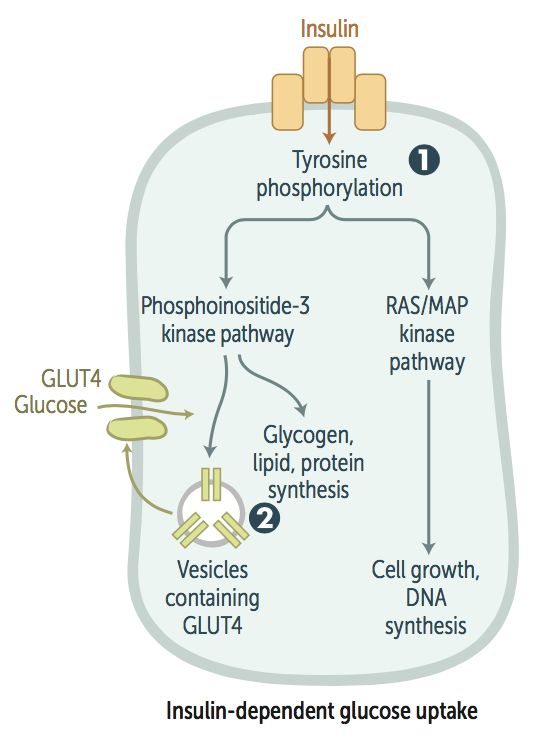 Insulin
Tyrosine
phosphorylation
1
Phosphoinositide-3
kinase pathway
RAS/MAP
kinase
pathway
GLUT4
Glucose
Glycogen,
lipid, protein
synthesis
2
Vesicles
containing
GLUT4
Cell growth,
DNA
synthesis
Insulin-dependent glucose uptake